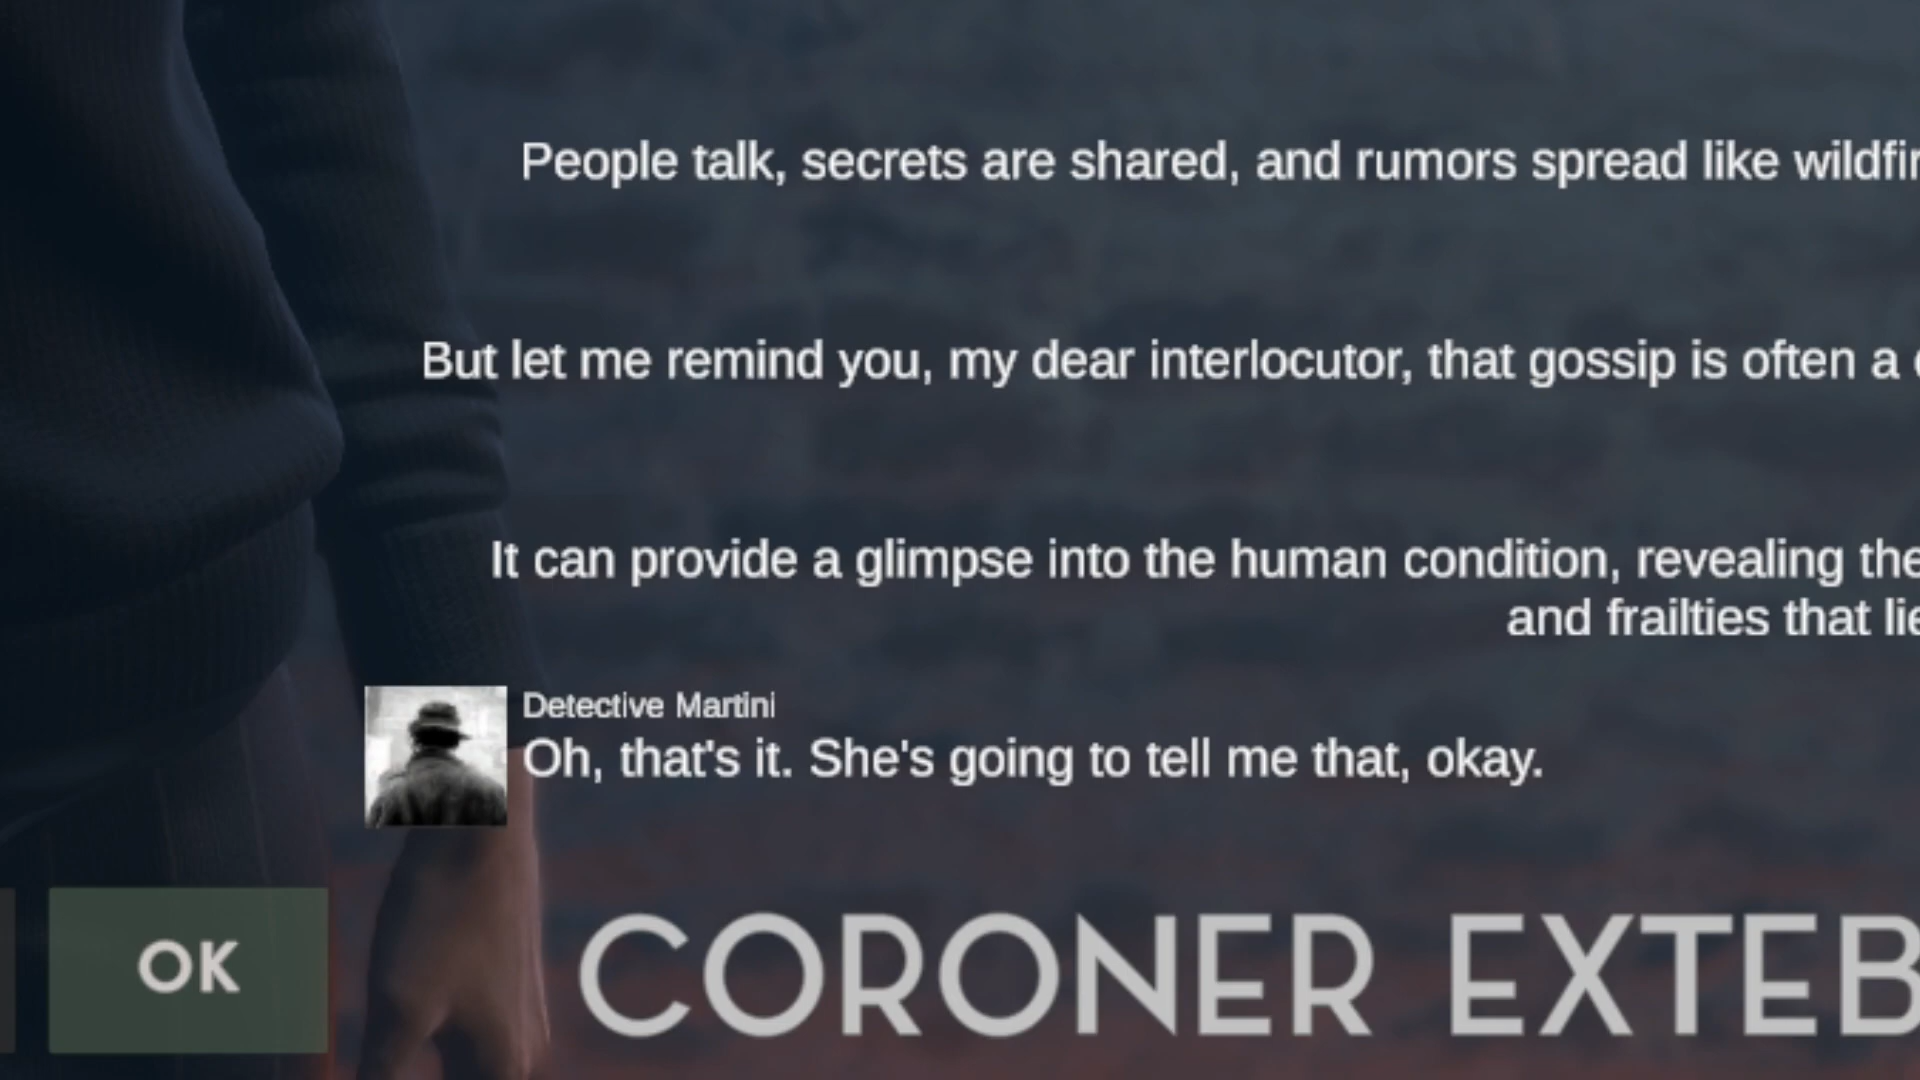 People talk, secrets are shared, and rumors spread like
But let me remind you, my dear interlocutor, that gossip is often a
It can provide a glimpse into the human condition, revealing the
and frailties that
Detective Martini
Oh, that's it. She's going to tell me that, okay.
OK
CORONER